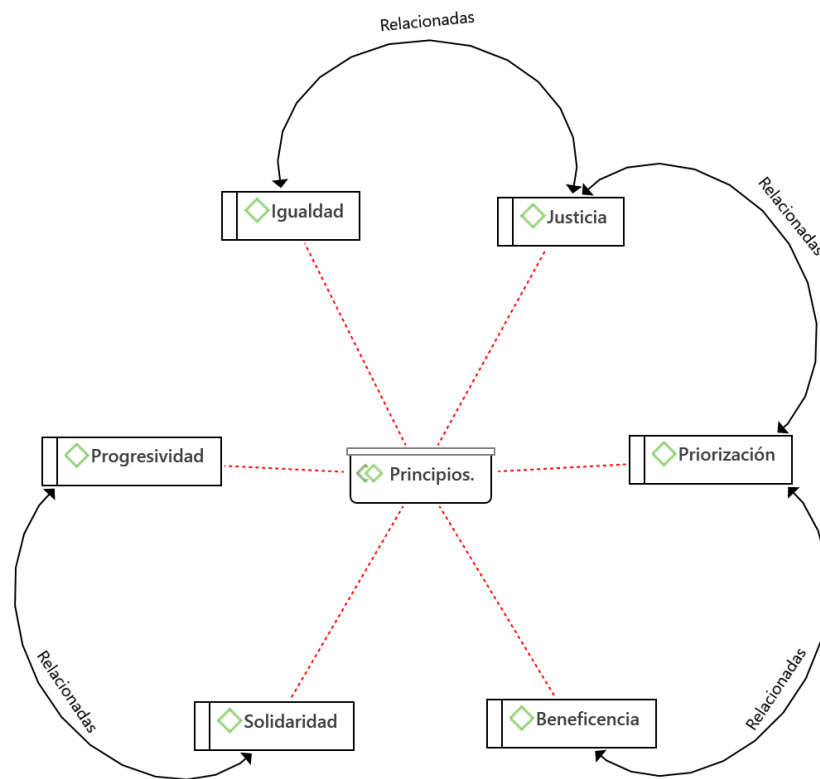 Relacionadas
Relacionadas
Igualdad
Justicia
Progresividad
Principios.
Priorización
Relacionadas
Relacionadas
Solidaridad
Beneficencia